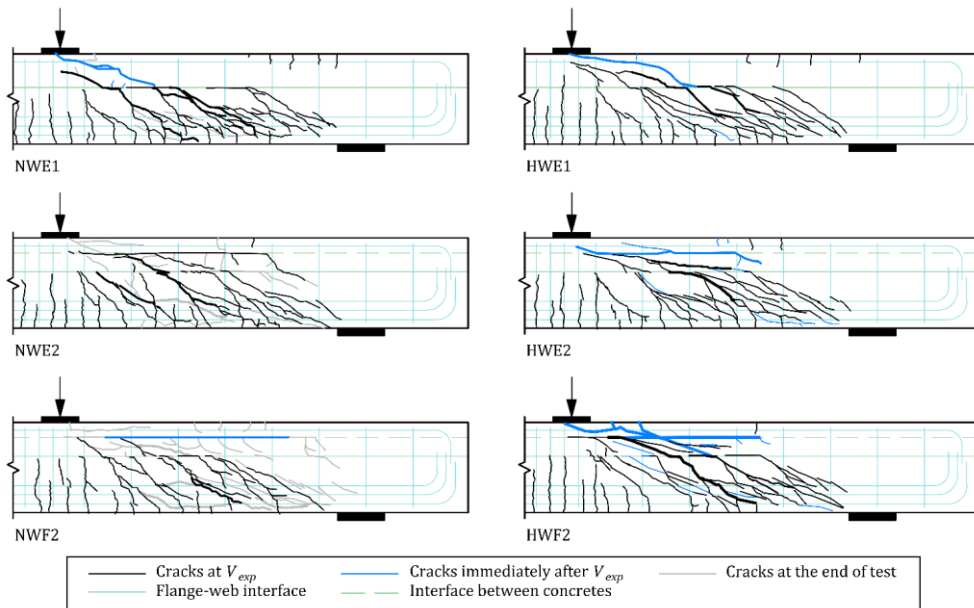 NWE1 HWE1
NWE2 HWE2
NWF2 HWF2
Cracks at Vexp Cracks immediately after Vexp Cracks at the end of test
Flange-web interface Interface between concretes